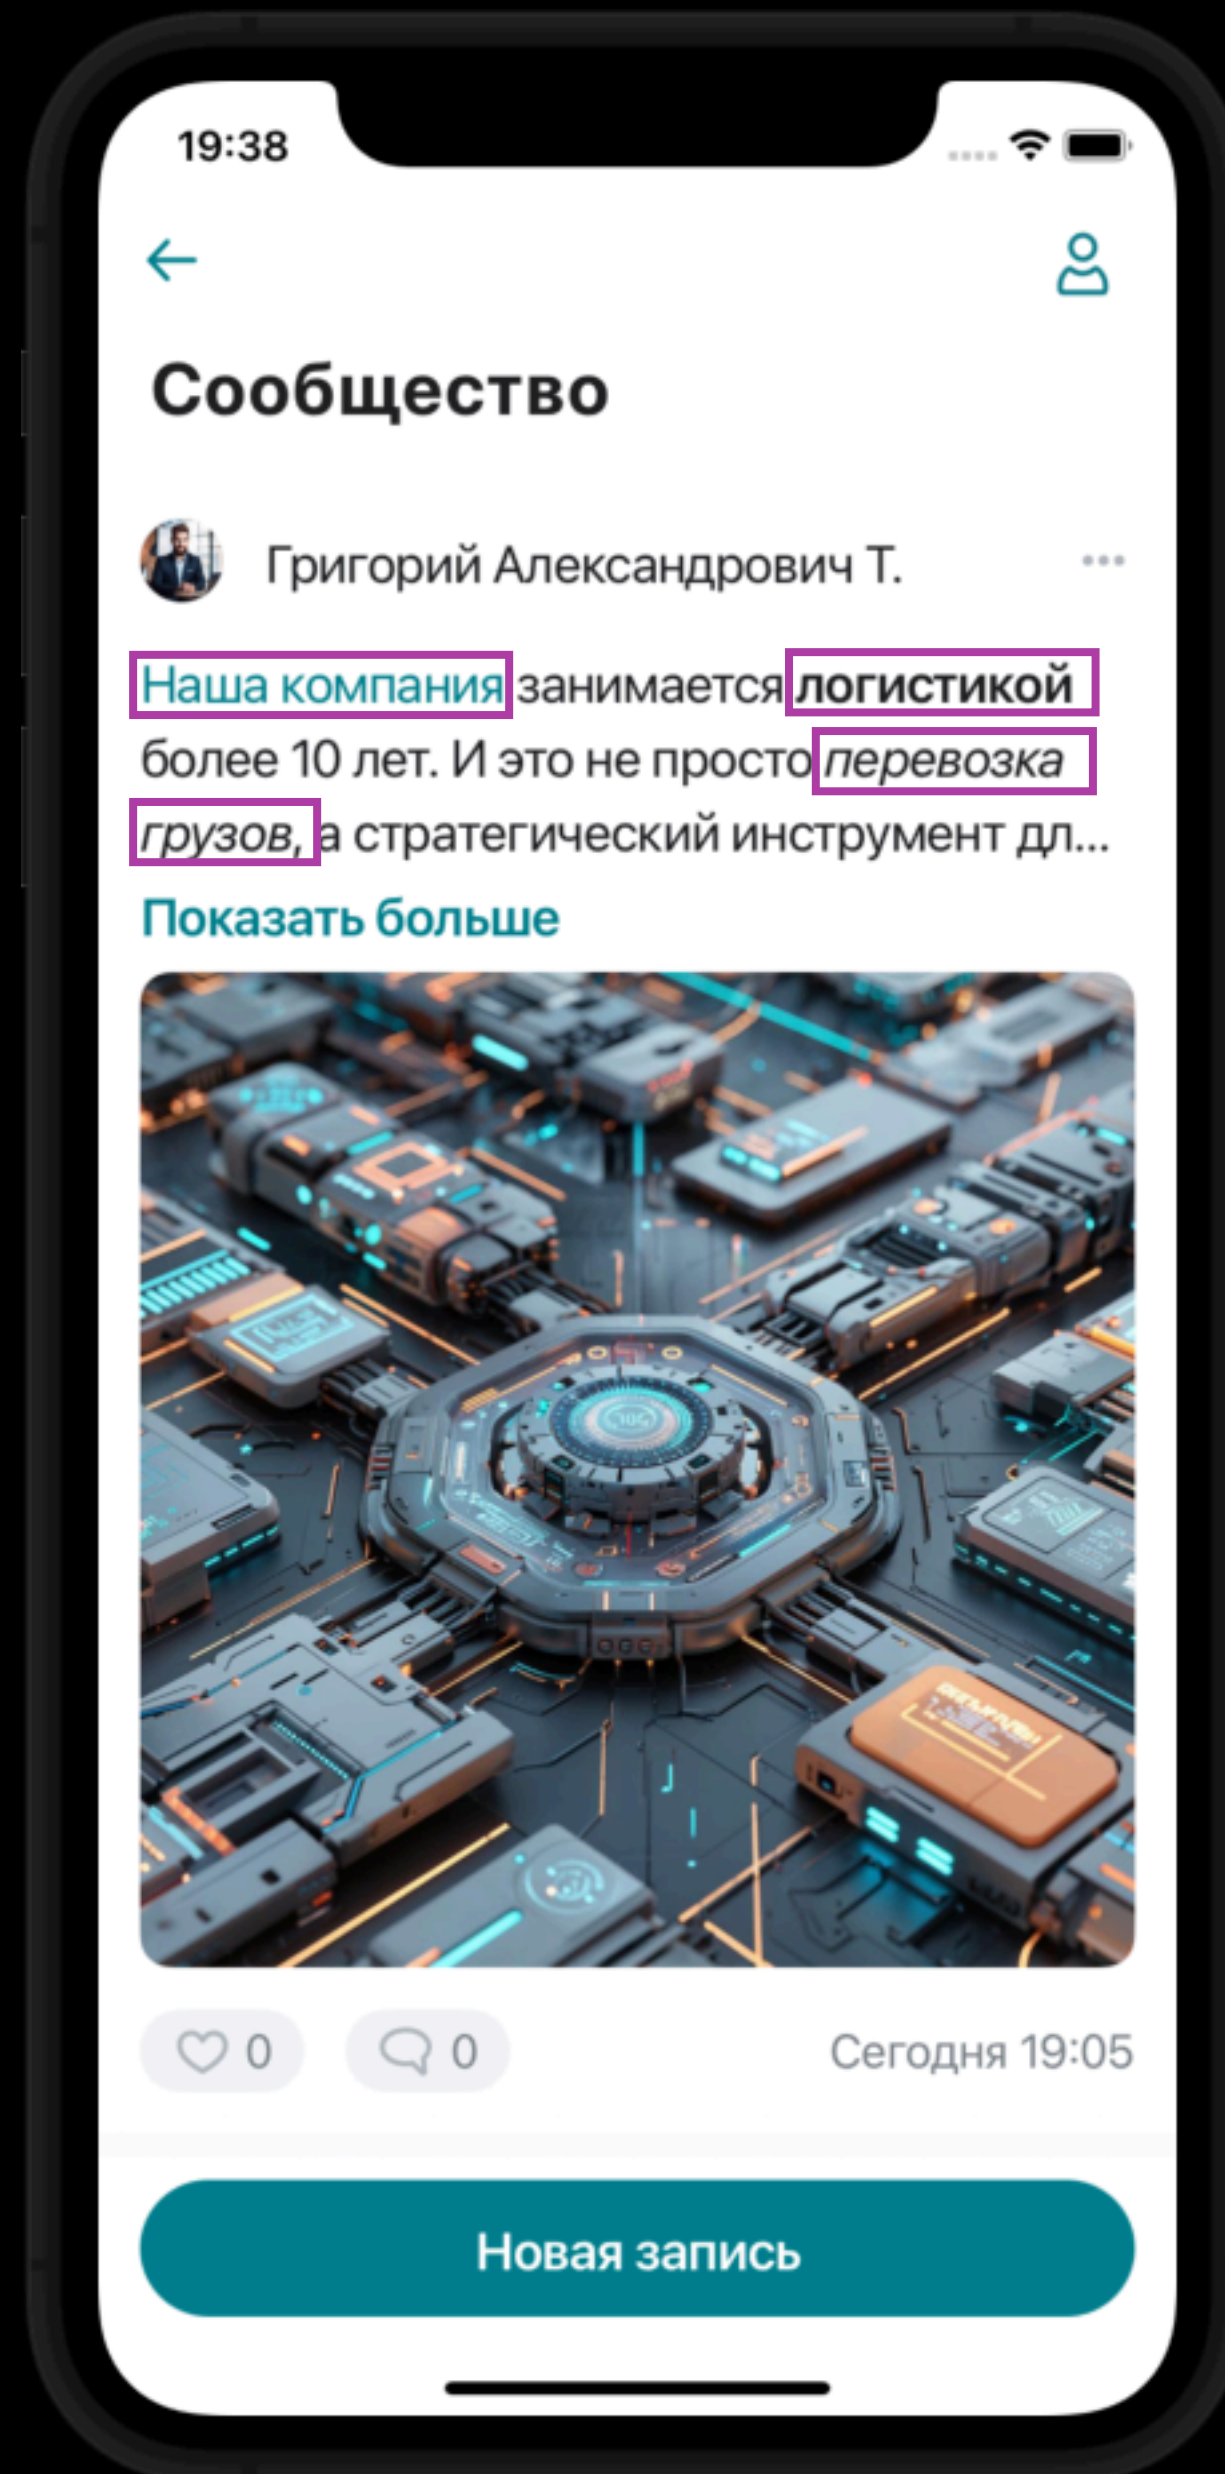 19:38
Сообщество
Григорий Александрович Т.
Наша компания занимается логистикой
более 10 лет. И это не просто перевозка
грузов, а стратегический инструмент дл...
Показать больше
0
0
Сегодня 19:05
Новая запись